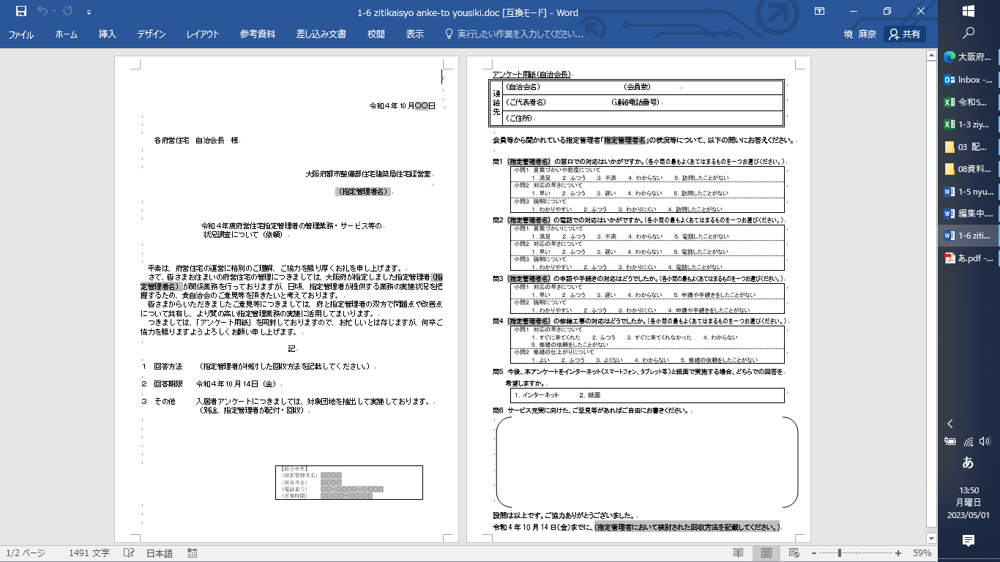 1-6 zitikaisyo anke-to yousiki.doc [互換モード] - Word
ファイル ホーム 挿入 デザイン レイアウト 参考資料 差し込み文書 校閲 表示 実行したい作業を入力してください... 境 麻奈 共有
令和４年 10 月〇〇日
各府営住宅　自治会長　様
大阪府都市整備部住宅建築局住宅経営室
（指定管理者名）
令和４年度府営住宅指定管理者の管理業務・サービス等の
状況調査について（依頼）
平素は、府営住宅の運営に格別のご理解、ご協力を賜り厚くお礼を申し上げます。
さて、皆さまお住まいの府営住宅の管理につきましては、大阪府が指定しました指定管理者（指
定管理者名）が関係業務を行っておりますが、日頃、指定管理者が提供する業務の実施状況を把
握するため、貴自治会のご意見等を頂きたいと考えております。
皆さまからいただきましたご意見等につきましては、府と指定管理者の双方で問題点や改善点
について共有し、より質の高い指定管理業務の実施に活用してまいります。
つきましては、「アンケート用紙」を同封しておりますので、お忙しいとは存じますが、何卒ご
協力を賜りますようよろしくお願い申し上げます。
記
１　回答方法　（指定管理者が検討した回収方法を記載してください。）
２　回答期限　令和４年10月14日（金）
３　その他　入居者アンケートにつきましては、対象団地を抽出して実施しております。
（別途、指定管理者が配付・回収）
【問合せ先】
（指定管理者名）〇〇〇〇
（担当者名）　〇〇〇〇
（電話番号）　〇〇－〇〇〇〇－〇〇〇〇
（営業時間）　〇〇：〇〇～〇〇：〇〇
アンケート用紙（自治会長）
連絡先
（自治会名）　（会員数）
（ご代表者名）　（連絡電話番号）
（ご住所）
会員等から聞かれている指定管理者「指定管理者名」の状況等について、以下の問いにお答えください。
問1 （指定管理者名） の窓口での対応はいかがですか。（各小問の最もよくあてはまるものを一つお選びください。）
小問1 言葉づかいや態度について
1. 満足　2. ふつう　3. 不満　4. わからない　5. 訪問したことがない
小問2 対応の早さについて
1. 早い　2. ふつう　3. 遅い　4. わからない　5. 訪問したことがない
小問3 説明について
1. わかりやすい　2. ふつう　3. わかりにくい　4. 訪問したことがない
問2 （指定管理者名） の電話での対応はいかがですか。（各小問の最もよくあてはまるものを一つお選びください。）
小問1 言葉づかいについて
1. 満足　2. ふつう　3. 不満　4. わからない　5. 電話したことがない
小問2 対応の早さについて
1. 早い　2. ふつう　3. 遅い　4. わからない　5. 電話したことがない
小問3 説明について
1. わかりやすい　2. ふつう　3. わかりにくい　4. 電話したことがない
問3 （指定管理者名） の申請や手続きの対応はどうでしたか。（各小問の最もよくあてはまるものを一つお選びください。）
小問1 対応の早さについて
1. 早い　2. ふつう　3. 遅い　4. わからない　5. 申請や手続きをしたことがない
小問2 説明について
1. わかりやすい　2. ふつう　3. わかりにくい　4. 申請や手続きをしたことがない
問4 （指定管理者名） の修繕工事の対応はどうでしたか。（各小問の最もよくあてはまるものを一つお選びください。）
小問1 対応の早さについて
1. すぐに来てくれた　2. ふつう　3. すぐに来てくれなかった　4. わからない
5. 修繕の依頼をしたことがない
小問2 修繕の仕上がりについて
1. よい　2. ふつう　3. よくない　4. わからない　5. 修繕の依頼をしたことがない
問5 今後、本アンケートをインターネット（スマートフォン、タブレット等）と紙面で実施する場合、どちらでの回答を
希望しますか。
1. インターネット　2. 紙面
問6 サービス充実に向けた、ご意見等があればご自由にお書きください。
設問は以上です。ご協力ありがとうございました。
令和４年10月14日（金）までに、（指定管理者において検討された回収方法を記載してください。）
大阪府...
Inbox -...
令和5...
1-3 ziy...
03 配...
08資料...
1-5 nyu...
編集中...
1-6 ziti...
あ.pdf -...
あ
13:50
月曜日
2023/05/01
1/2 ページ 1491 文字 日本語 59%